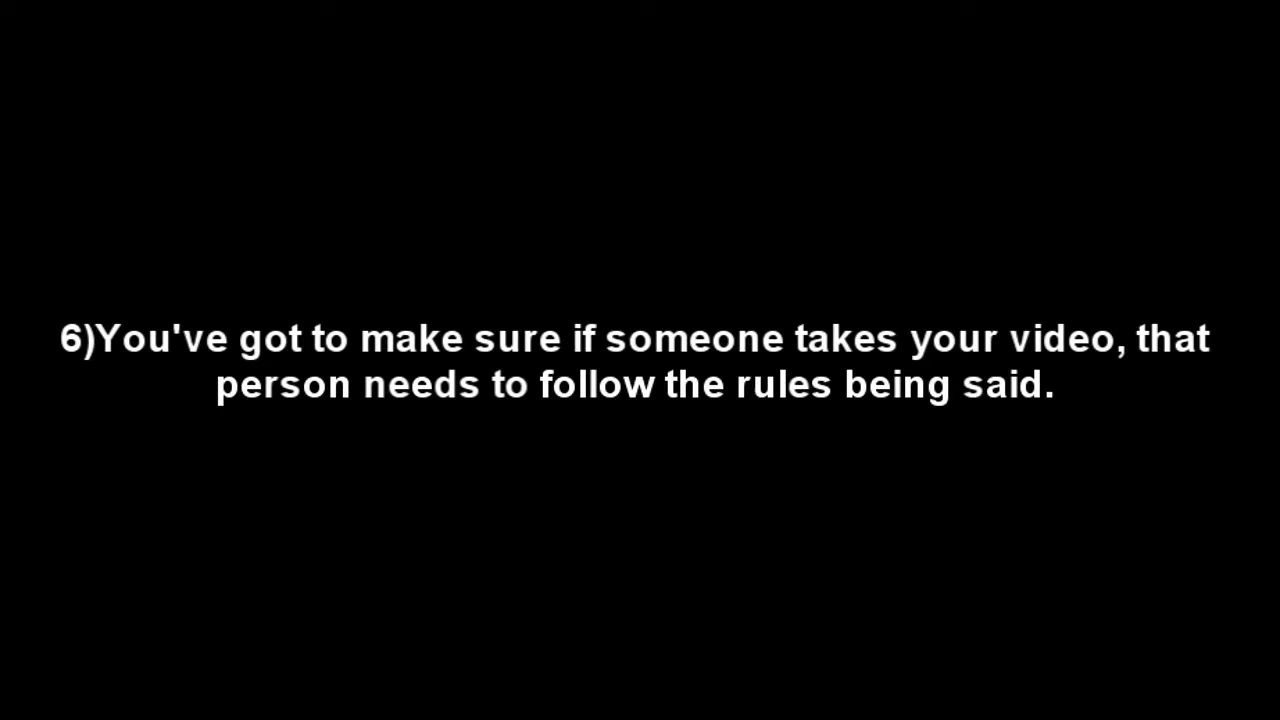 6)You've got to make sure if someone takes your video, that
person needs to follow the rules being said.